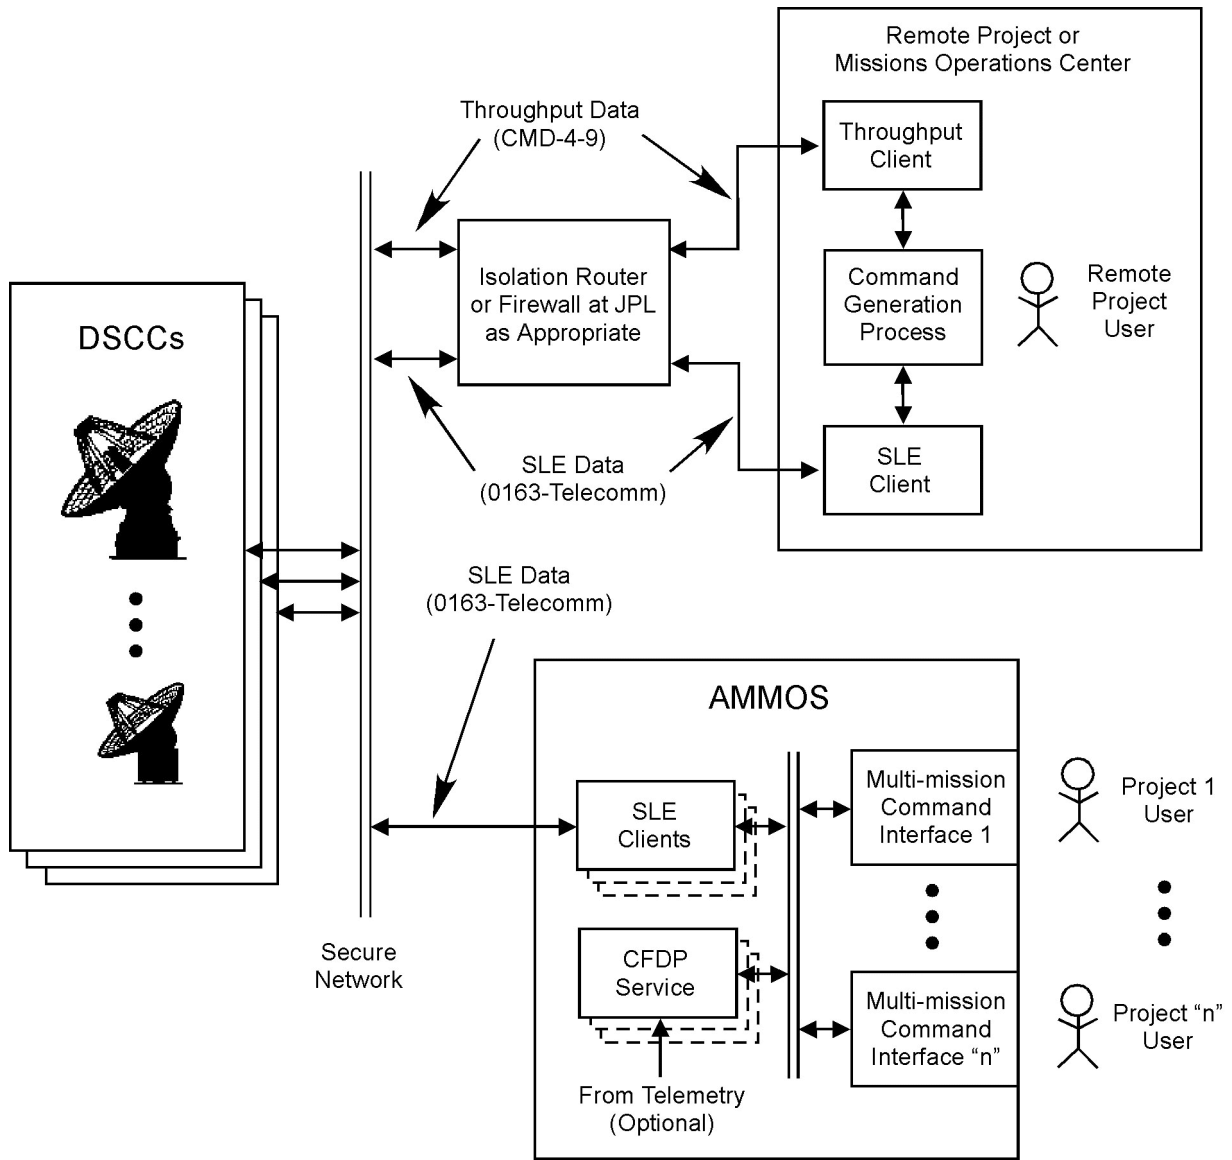 Remote Project or
Missions Operations Center
Throughput Data
(CMD-4-9)
Throughput
Client
Isolation Router
or Firewall at JPL
as Appropriate
Command
Generation
Process
Remote
Project
User
DSCCs
SLE Data
(0163-Telecomm)
SLE
Client
SLE Data
(0163-Telecomm)
AMMOS
SLE
Clients
Multi-mission
Command
Interface 1
Project 1
User
Secure
Network
CFDP
Service
Multi-mission
Command
Interface “n”
Project “n”
User
From Telemetry
(Optional)